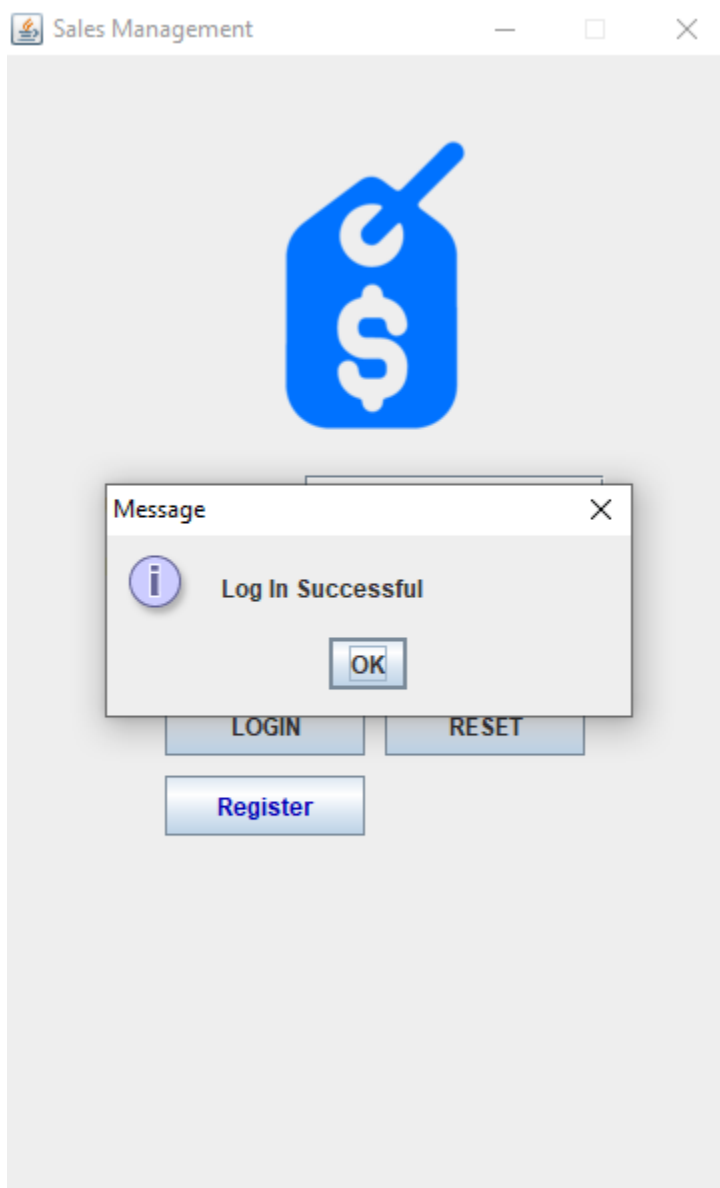 Sales Management
$
Message
i
Log In Successful
OK
LOGIN RESET
Register